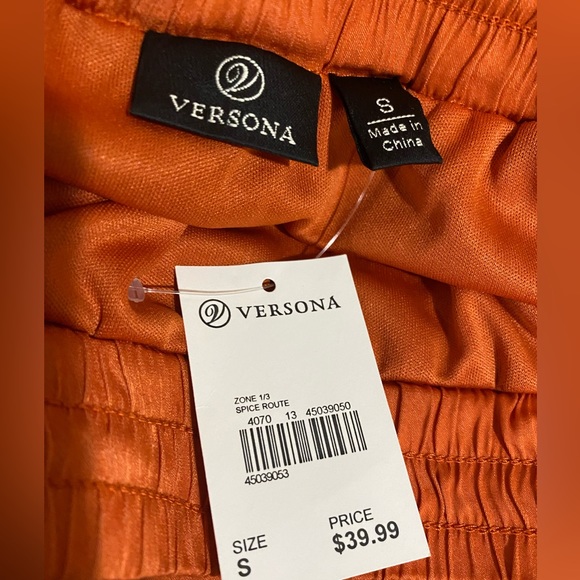 VERSONA
S
Made in
China
VERSONA
ZONE 1/3
SPICE ROUTE
4070 13 45039050
45039053
SIZE
S
PRICE
$39.99